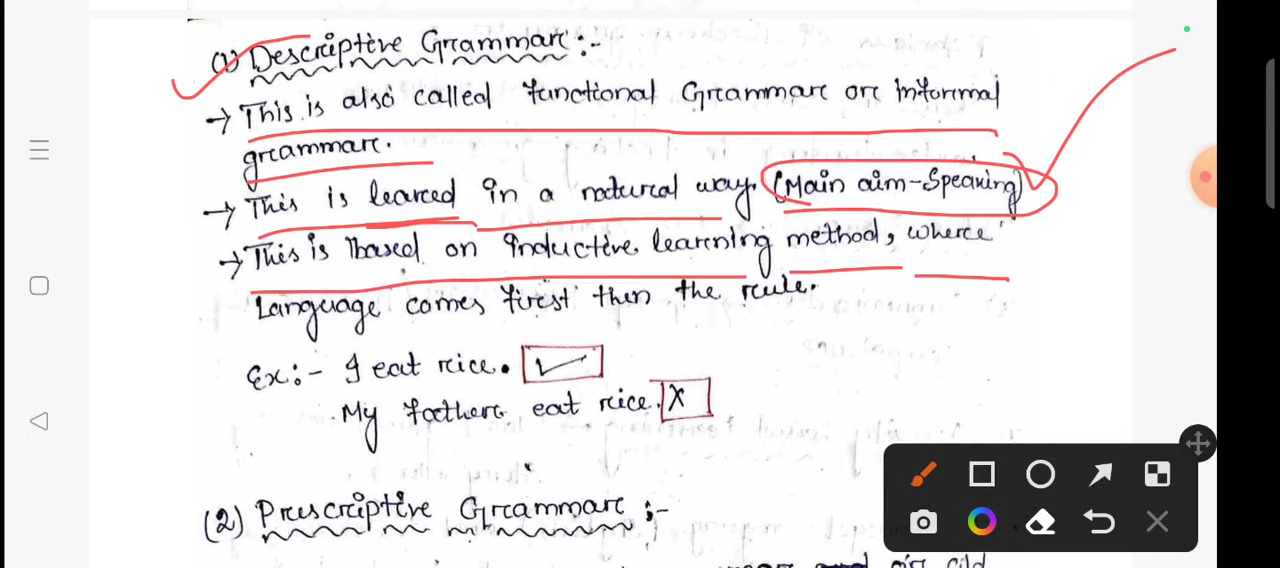 (1) Descriptive Grammar:-
→ This is also called functional Grammar or informal
grammar.
→ This is learned in a natural way. (Main aim-Speaking)
→ This is based on inductive learning method, where
Language comes first then the rule.
Ex:- I eat rice. ✓
My father eat rice. X
(2) Prescriptive Grammar :-
or old